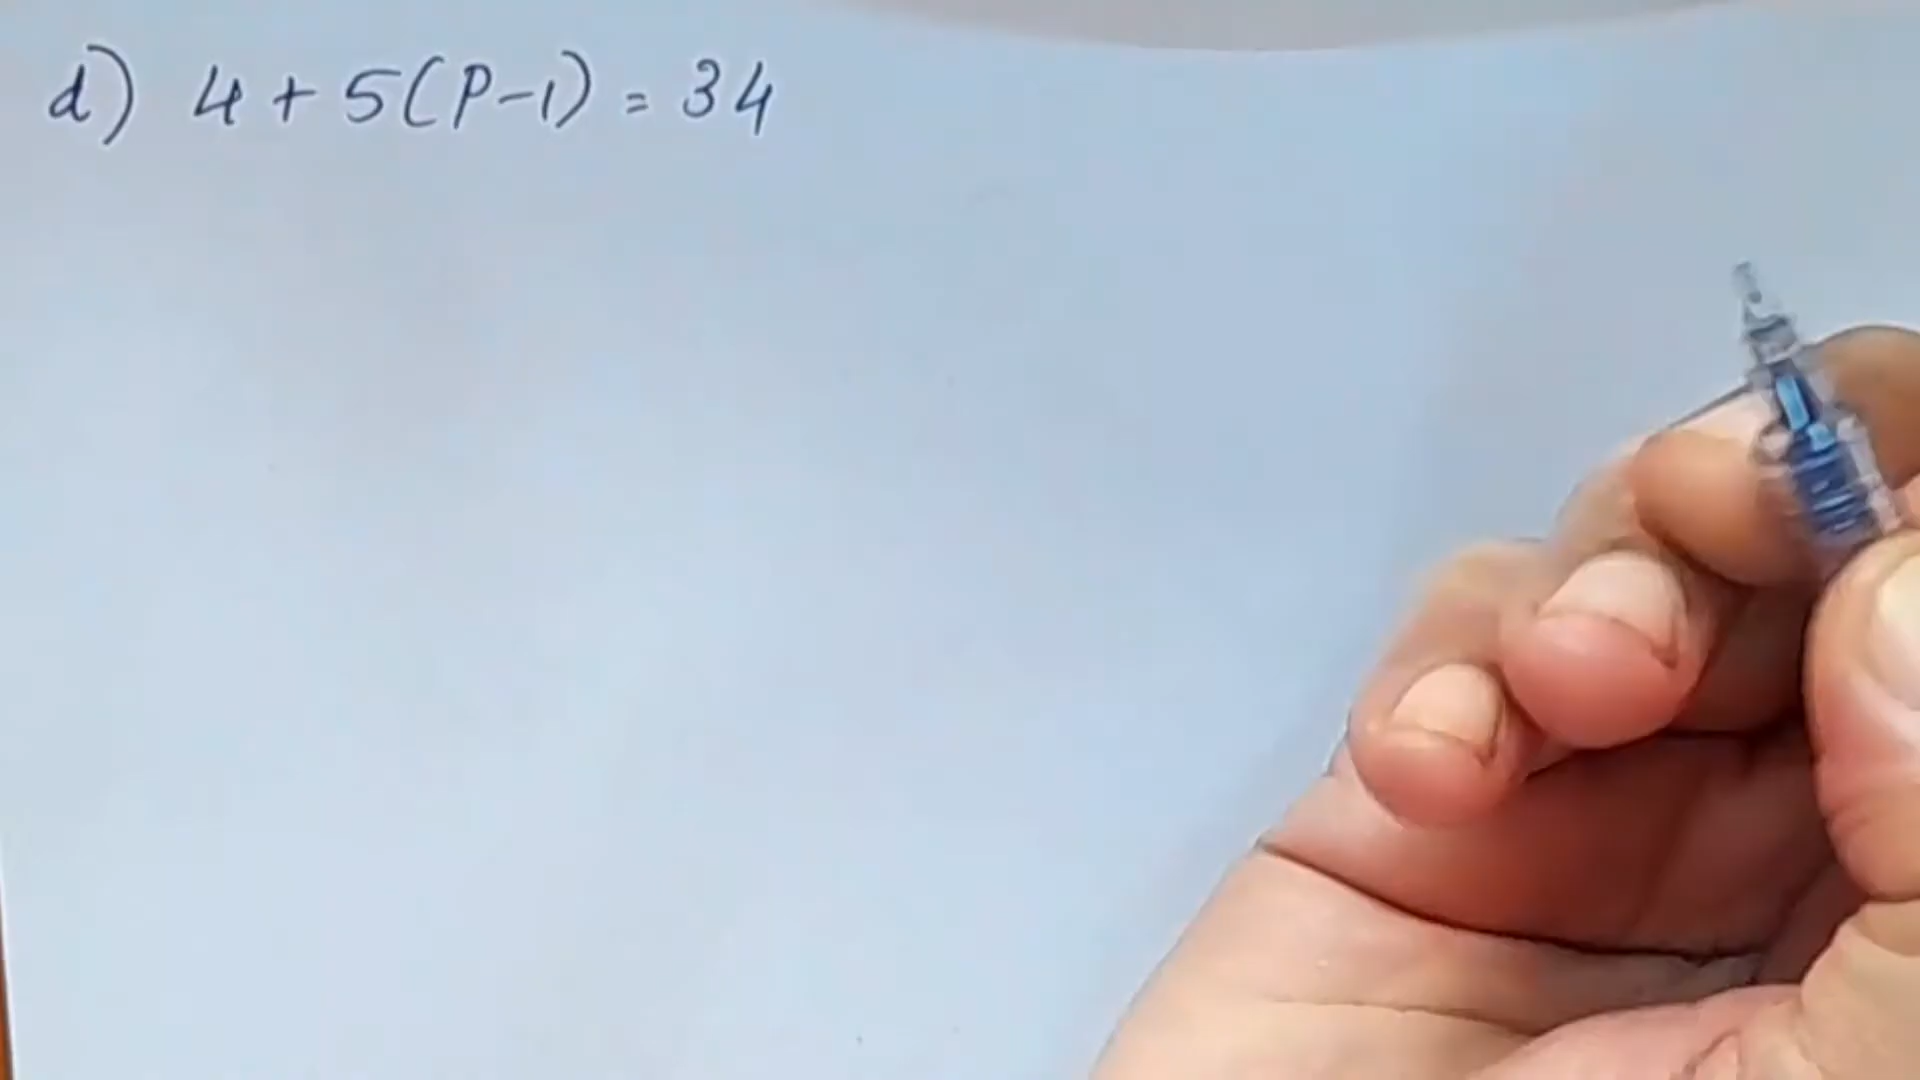 d) 4 + 5(P-1) = 34